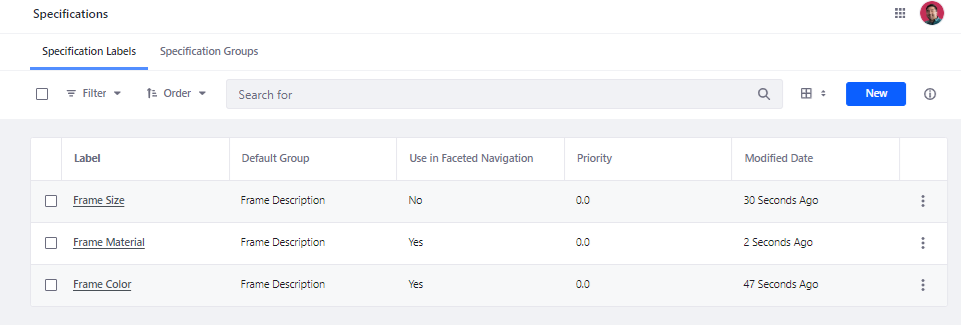 Specifications
Specification Labels Specification Groups
Filter Order Search for New
Label Default Group Use in Faceted Navigation Priority Modified Date
Frame Size Frame Description No 0.0 30 Seconds Ago
Frame Material Frame Description Yes 0.0 2 Seconds Ago
Frame Color Frame Description Yes 0.0 47 Seconds Ago